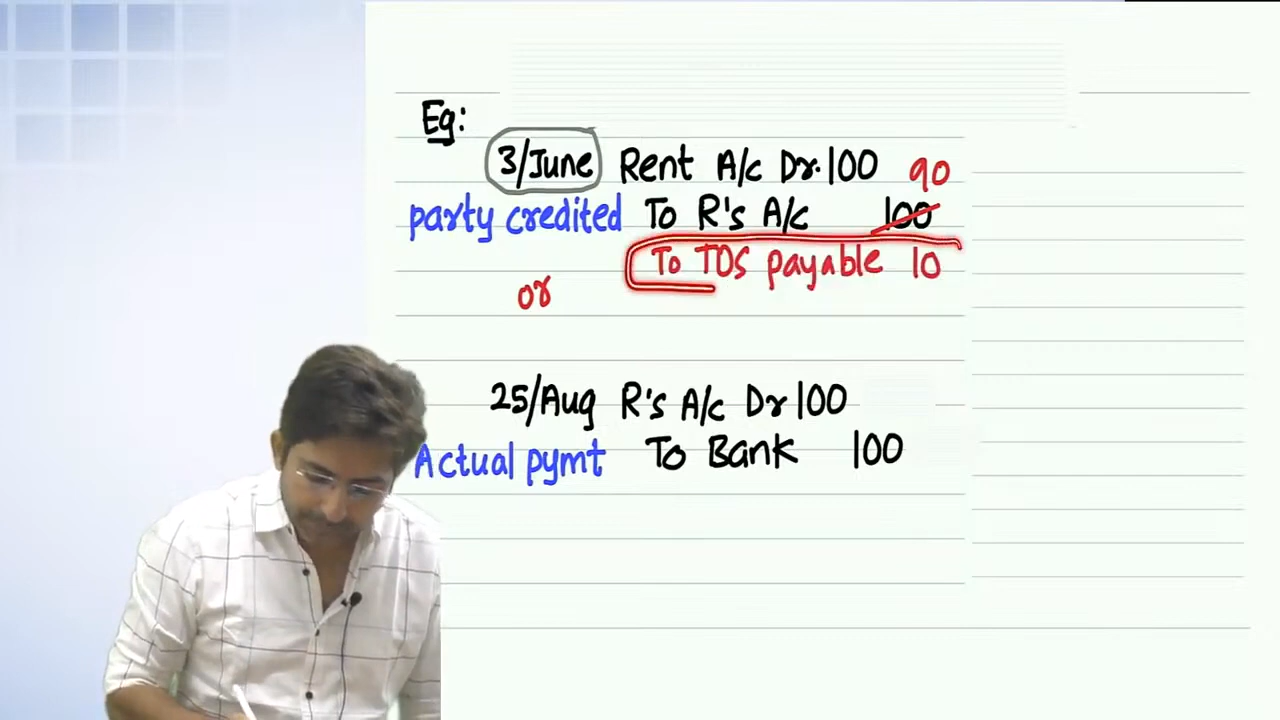 Eg:
3/June Rent A/c Dr. 100 90
party credited To R's A/c 100
To TDS payable 10
or
25/Aug R's A/c Dr 100
Actual pymt To Bank 100